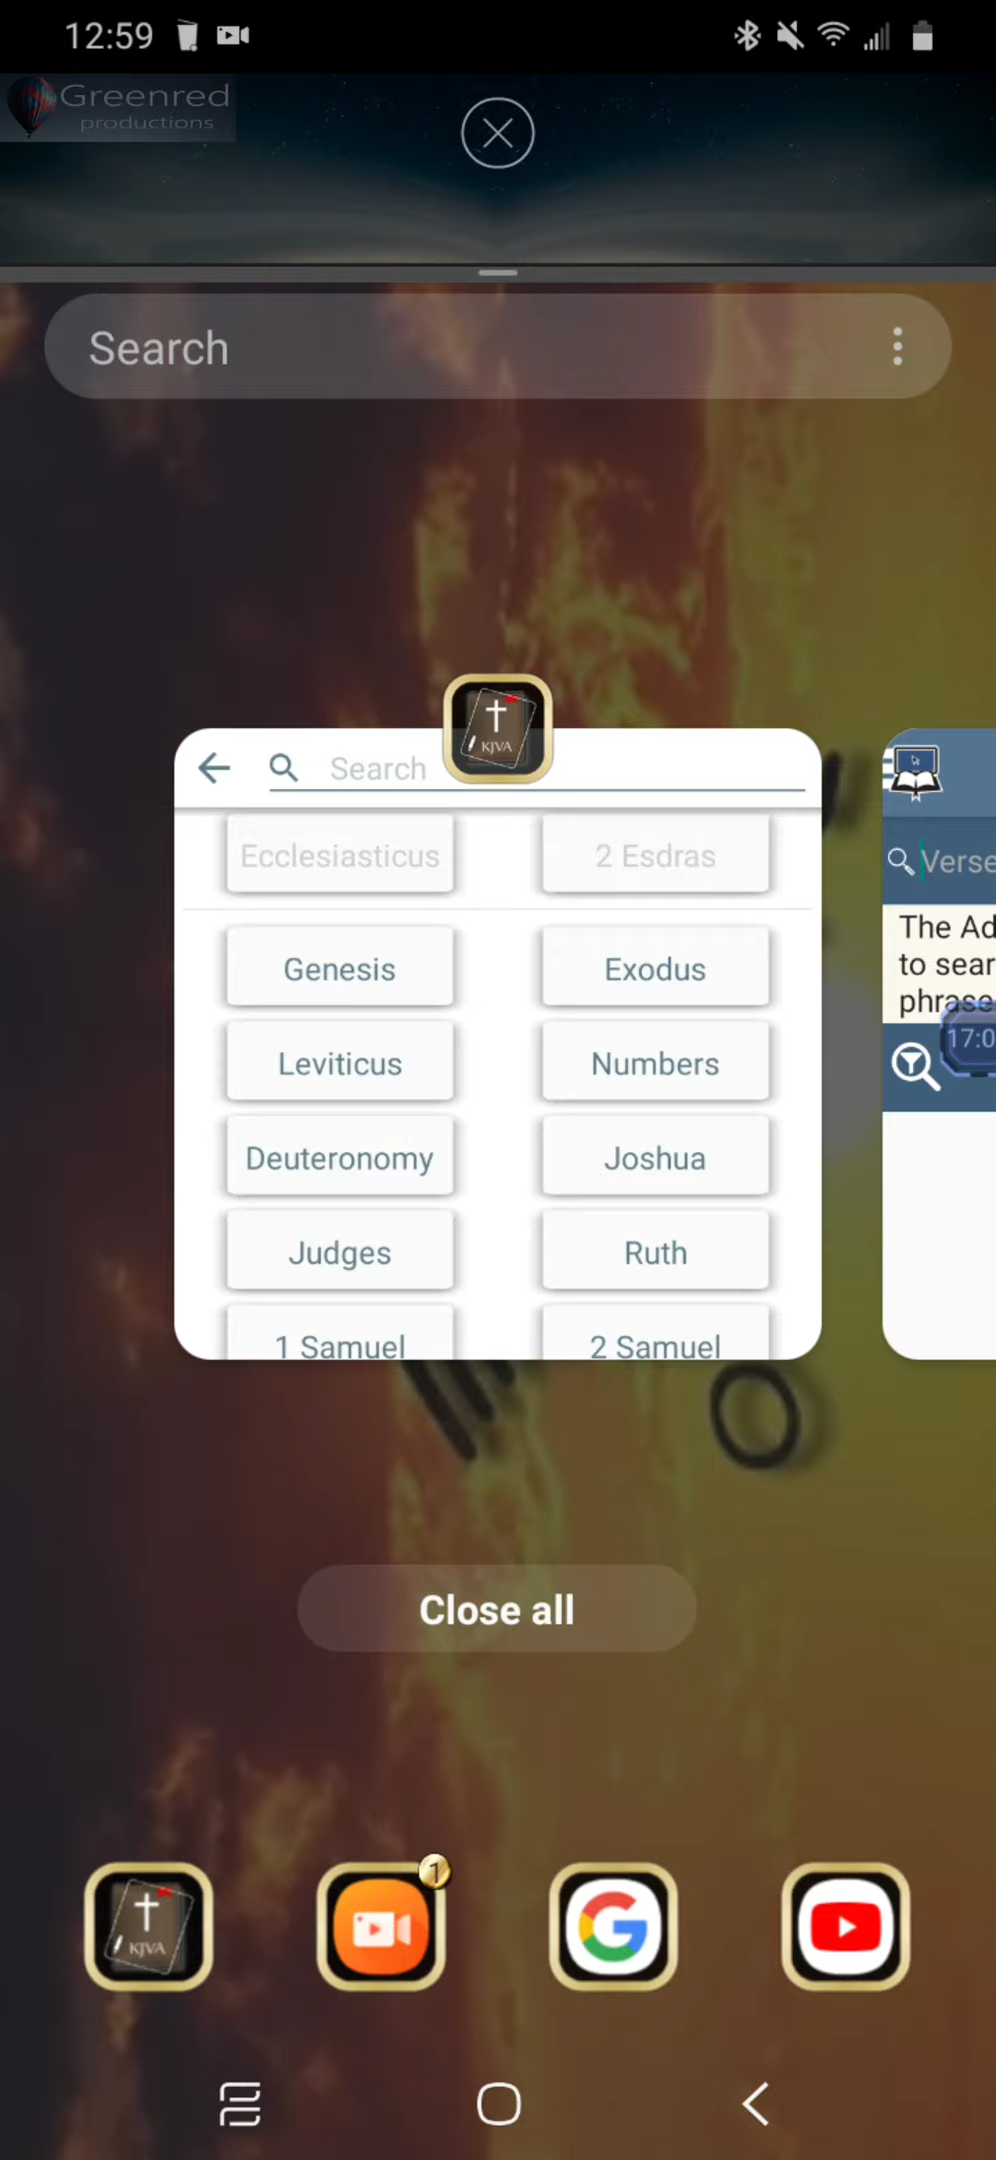 12:59
Greenred
productions
Search
KJVA
Search
Ecclesiasticus
2 Esdras
Genesis
Exodus
Leviticus
Numbers
Deuteronomy
Joshua
Judges
Ruth
1 Samuel
2 Samuel
Verse
The Ad
to sear
phrase
17:0
O
Close all
KJVA
1